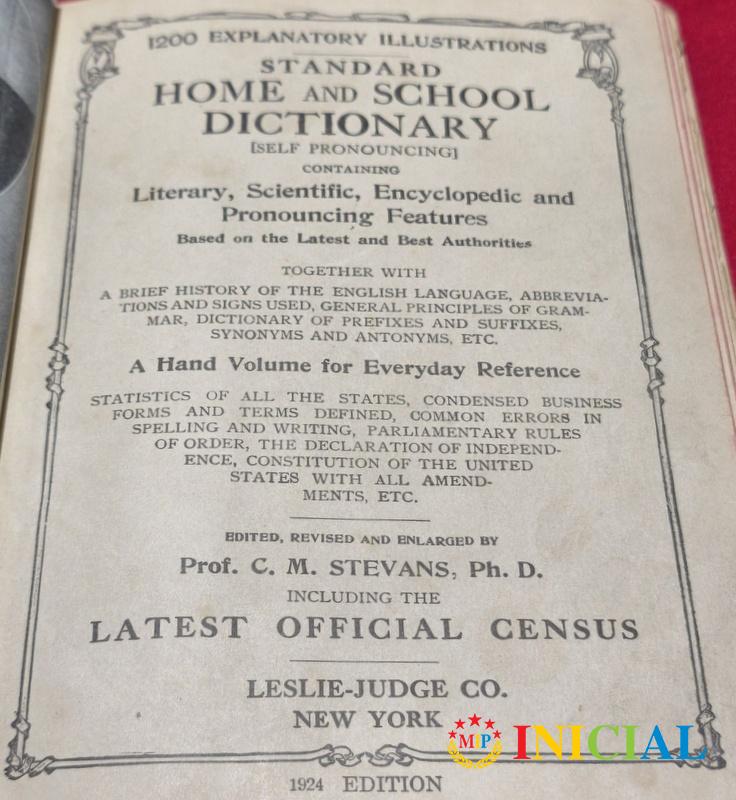 1200 EXPLANATORY ILLUSTRATIONS
STANDARD
HOME AND SCHOOL
DICTIONARY
[SELF PRONOUNCING]
CONTAINING
Literary, Scientific, Encyclopedic and
Pronouncing Features
Based on the Latest and Best Authorities
TOGETHER WITH
A BRIEF HISTORY OF THE ENGLISH LANGUAGE, ABBREVIA-
TIONS AND SIGNS USED, GENERAL PRINCIPLES OF GRAM-
MAR, DICTIONARY OF PREFIXES AND SUFFIXES,
SYNONYMS AND ANTONYMS, ETC.
A Hand Volume for Everyday Reference
STATISTICS OF ALL THE STATES, CONDENSED BUSINESS
FORMS AND TERMS DEFINED, COMMON ERRORS IN
SPELLING AND WRITING, PARLIAMENTARY RULES
OF ORDER, THE DECLARATION OF INDEPEND-
ENCE, CONSTITUTION OF THE UNITED
STATES WITH ALL AMEND-
MENTS, ETC.
EDITED, REVISED AND ENLARGED BY
Prof. C. M. STEVANS, Ph. D.
INCLUDING THE
LATEST OFFICIAL CENSUS
LESLIE-JUDGE CO.
NEW YORK
MIP INICIAL
1924 EDITION